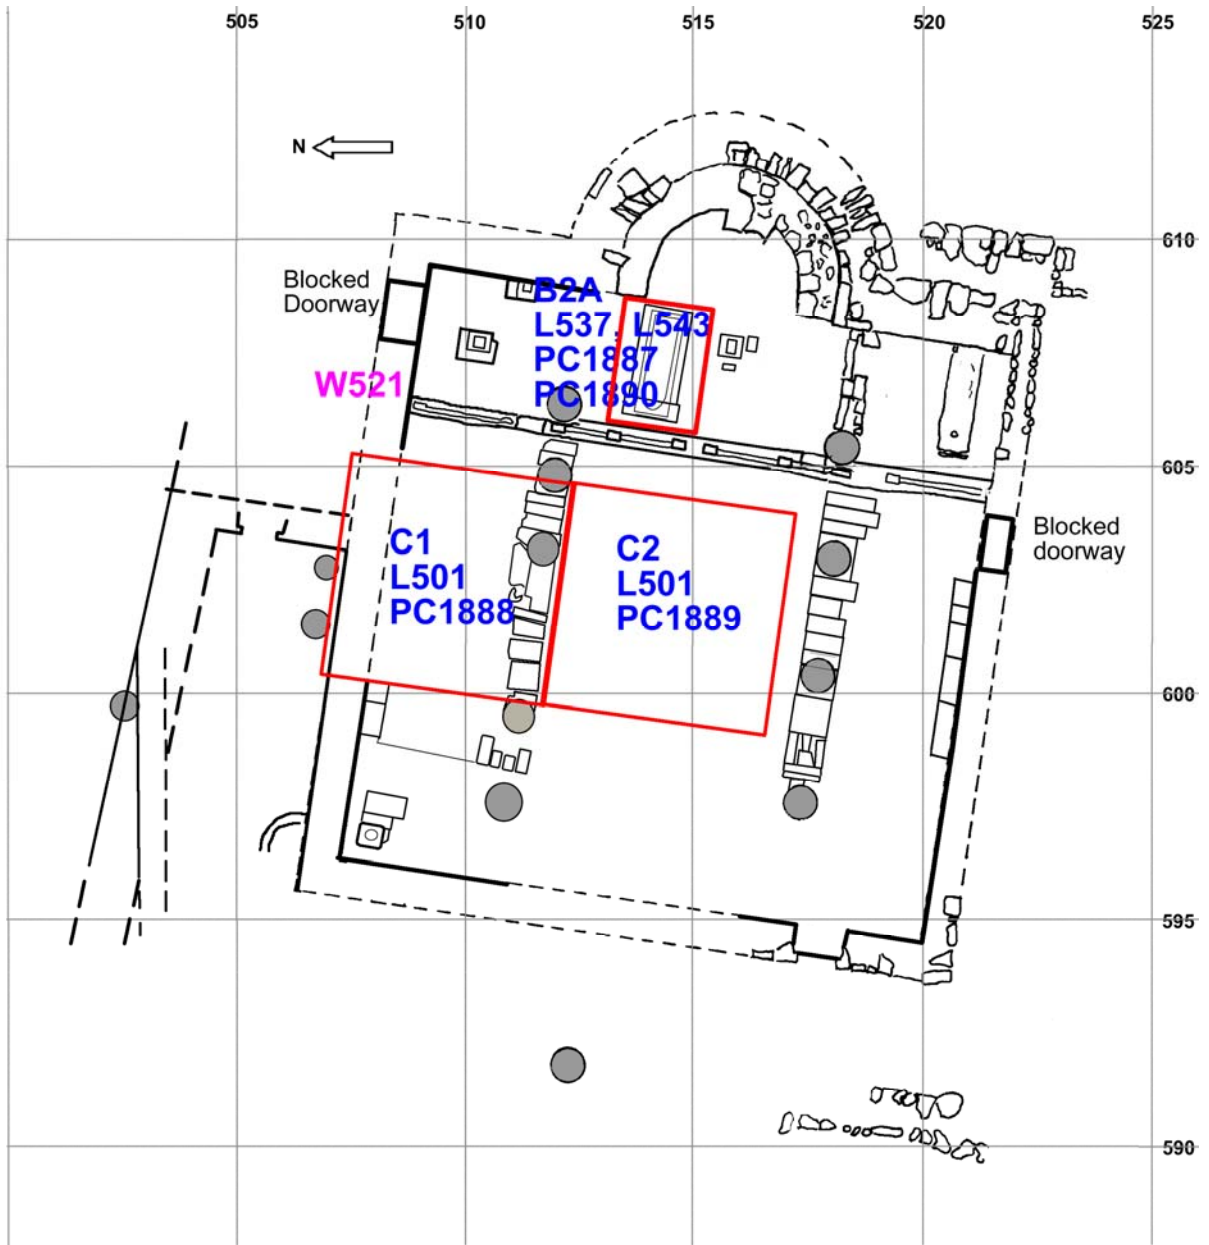 505 510 515 520 525
N
610
Blocked
Doorway
B2A
L537, L543
PC1887
PC1890
W521
605
C1
L501
PC1888
C2
L501
PC1889
Blocked
doorway
600
595
590